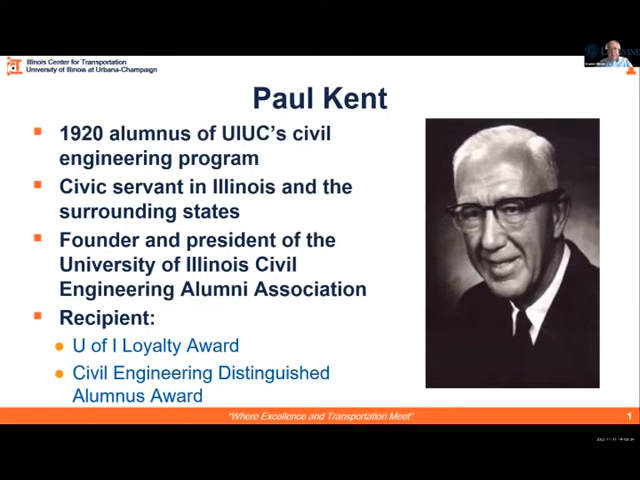 Illinois Center for Transportation
University of Illinois at Urbana-Champaign
Paul Kent
1920 alumnus of UIUC's civil
engineering program
Civic servant in Illinois and the
surrounding states
Founder and president of the
University of Illinois Civil
Engineering Alumni Association
Recipient:
U of I Loyalty Award
Civil Engineering Distinguished
Alumnus Award
"Where Excellence and Transportation Meet"
1